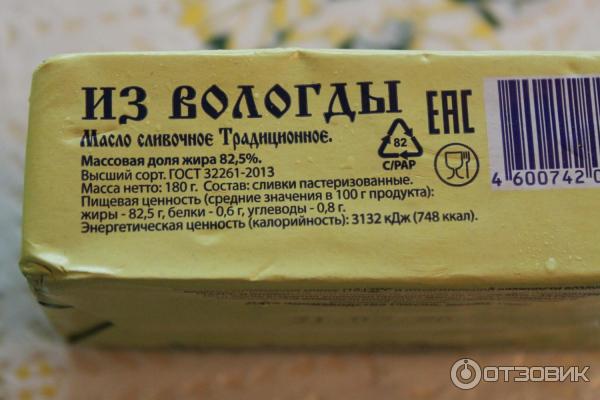 ИЗ ВОЛОГДЫ
Масло сливочное Традиционное.
Массовая доля жира 82,5%.
Высший сорт. ГОСТ 32261-2013
Масса нетто: 180 г. Состав: сливки пастеризованные.
Пищевая ценность (средние значения в 100 г продукта):
жиры - 82,5 г, белки - 0,6 г, углеводы - 0,8 г.
Энергетическая ценность (калорийность): 3132 кДж (748 ккал).
82
C/PAP
EAC
4 600742 0
ОТЗОВИК